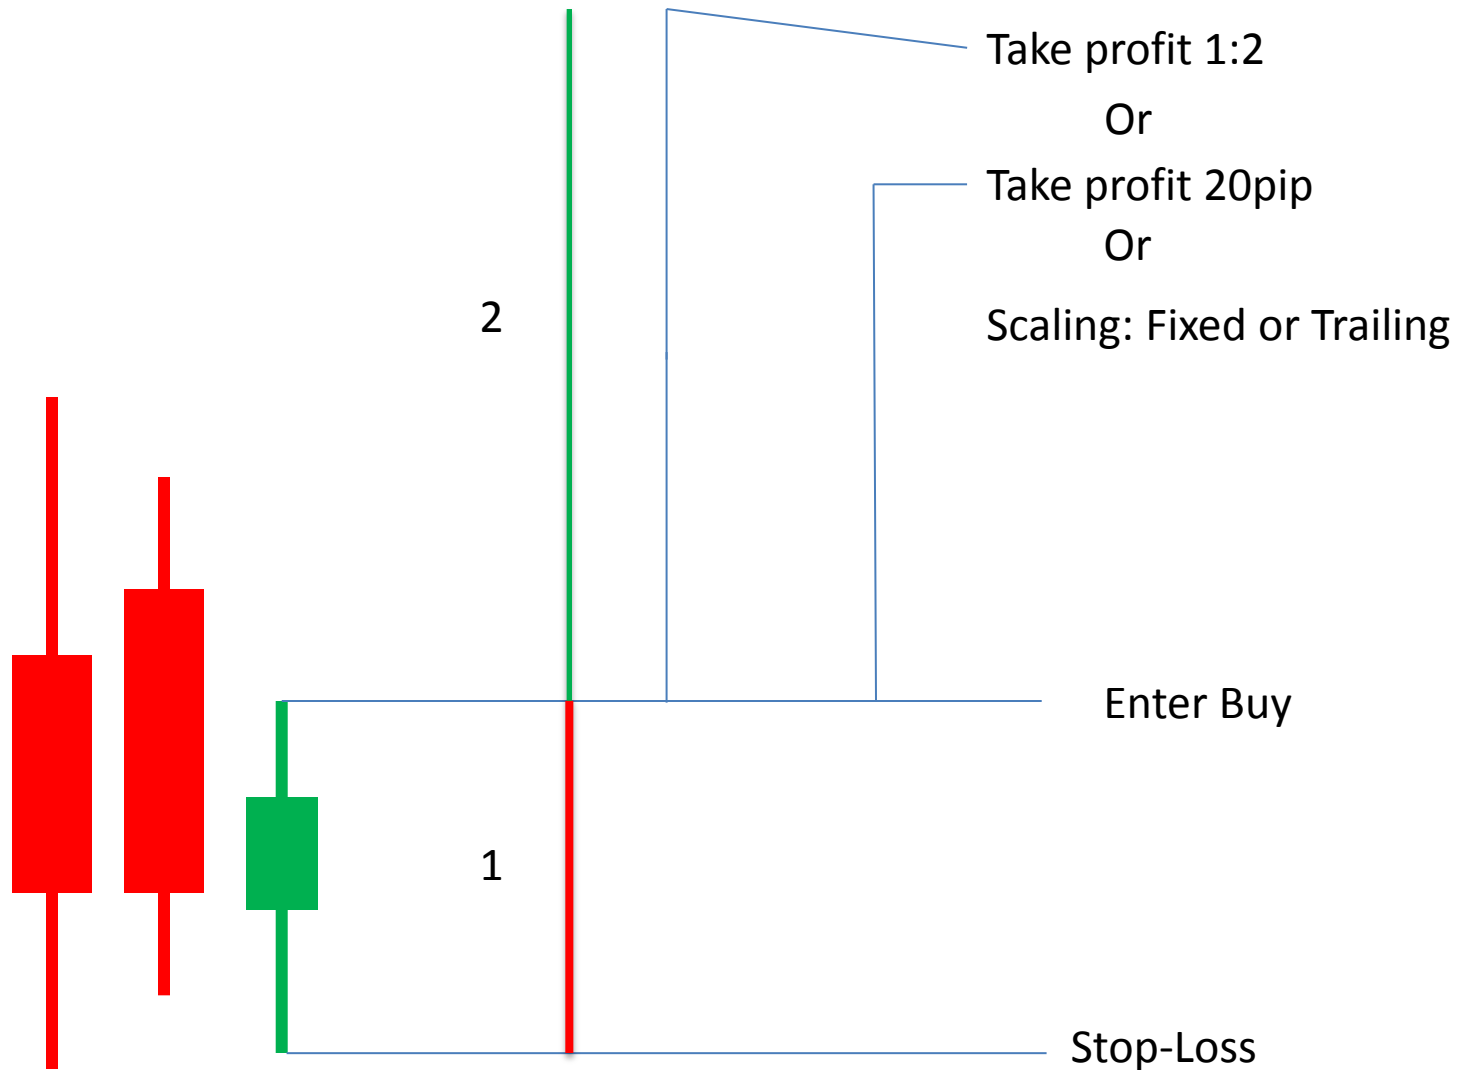 Take profit 1:2
Or
Take profit 20pip
Or
2
Scaling: Fixed or Trailing
Enter Buy
1
Stop-Loss